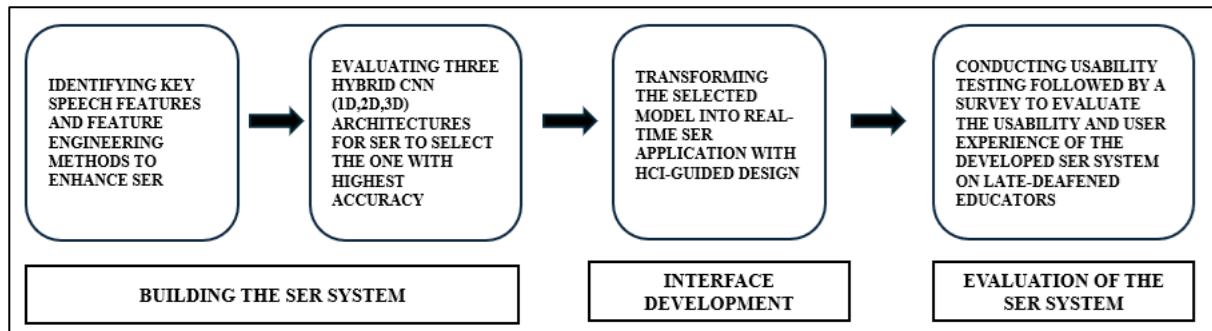 IDENTIFYING KEY
SPEECH FEATURES
AND FEATURE
ENGINEERING
METHODS TO
ENHANCE SER
EVALUATING THREE
HYBRID CNN
(1D,2D,3D)
ARCHITECTURES
FOR SER TO SELECT
THE ONE WITH
HIGHEST
ACCURACY
TRANSFORMING
THE SELECTED
MODEL INTO REAL-
TIME SER
APPLICATION WITH
HCI-GUIDED DESIGN
CONDUCTING USABILITY
TESTING FOLLOWED BY A
SURVEY TO EVALUATE
THE USABILITY AND USER
EXPERIENCE OF THE
DEVELOPED SER SYSTEM
ON LATE-DEAFENED
EDUCATORS
BUILDING THE SER SYSTEM
INTERFACE
DEVELOPMENT
EVALUATION OF THE
SER SYSTEM